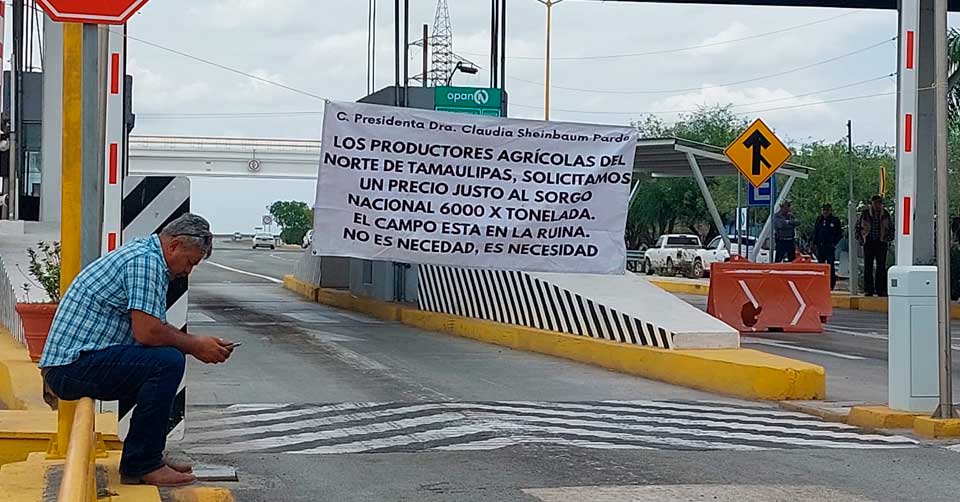 opan
C. Presidenta Dra. Claudia Sheinbaum Pardo
LOS PRODUCTORES AGRÍCOLAS DEL
NORTE DE TAMAULIPAS, SOLICITAMOS
UN PRECIO JUSTO AL SORGO
NACIONAL 6000 X TONELADA.
EL CAMPO ESTA EN LA RUINA.
NO ES NECEDAD, ES NECESIDAD
E